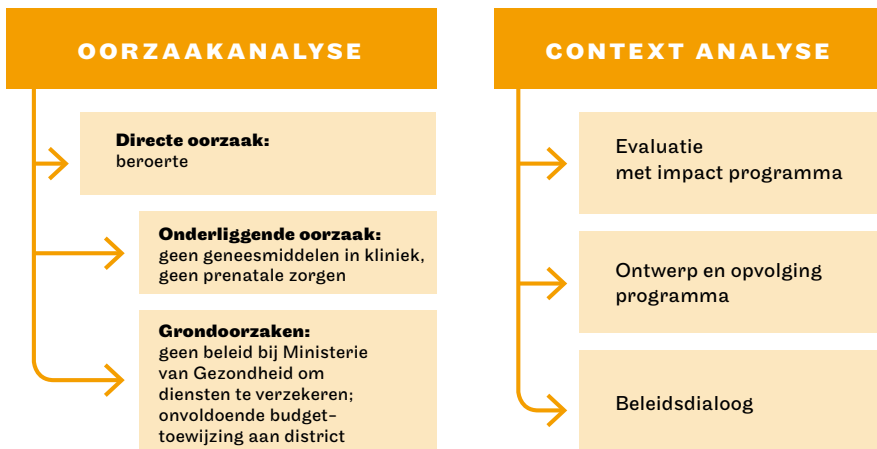 OORZAAKANALYSE
Directe oorzaak:
beroerte
Onderliggende oorzaak:
geen geneesmiddelen in kliniek,
geen prenatale zorgen
Grondoorzaken:
geen beleid bij Ministerie
van Gezondheid om
diensten te verzekeren;
onvoldoende budget-
toewijzing aan district
CONTEXT ANALYSE
Evaluatie
met impact programma
Ontwerp en opvolging
programma
Beleidsdialoog